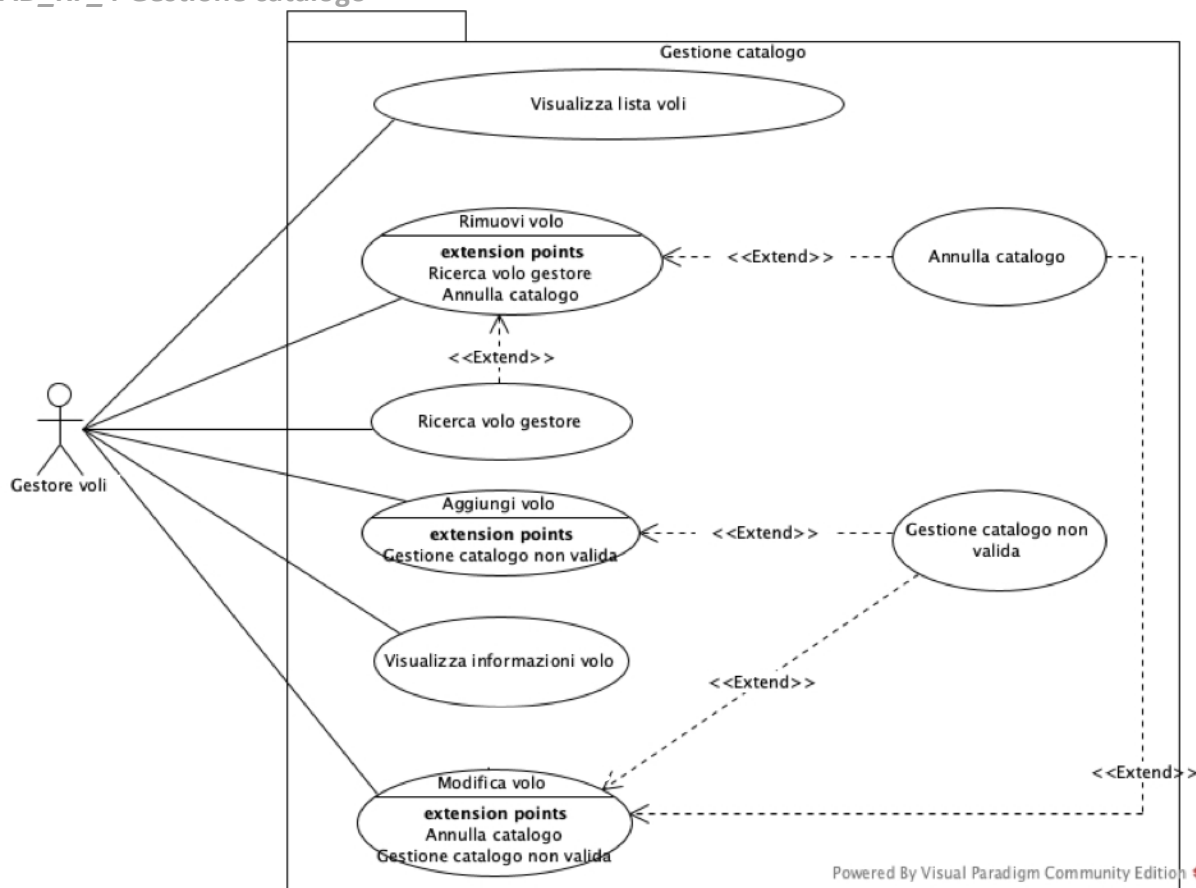 Gestione catalogo
Gestione catalogo
Visualizza lista voli
Rimuovi volo
extension points
Ricerca volo gestore
Annulla catalogo
<<Extend>>
Annulla catalogo
<<Extend>>
Ricerca volo gestore
Gestore voli
Aggiungi volo
extension points
Gestione catalogo non valida
<<Extend>>
Gestione catalogo non
valida
Visualizza informazioni volo
<<Extend>>
Modifica volo
extension points
Annulla catalogo
Gestione catalogo non valida
<<Extend>>
Powered By Visual Paradigm Community Edition